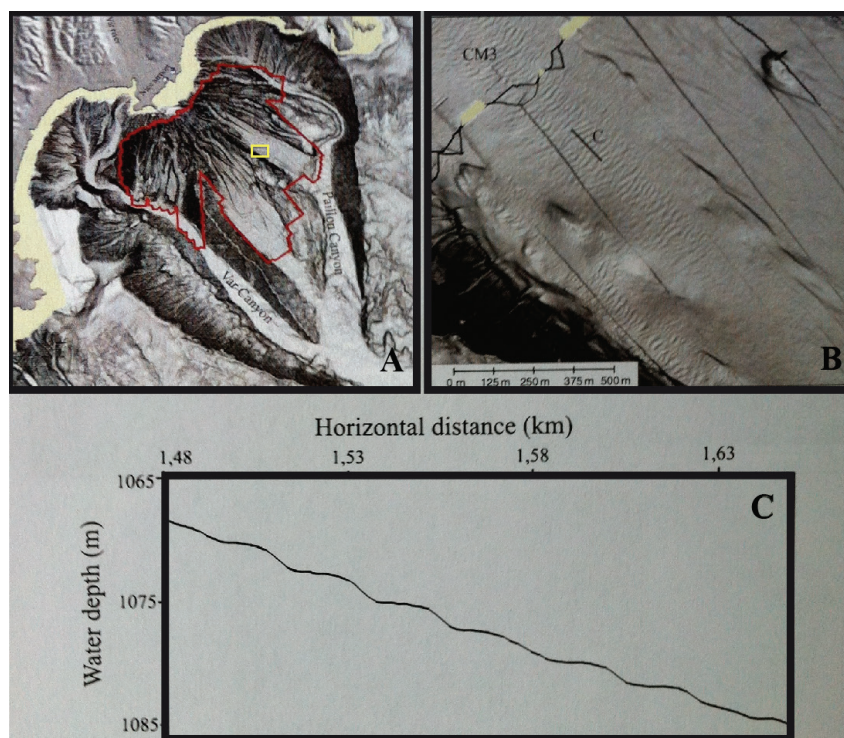 Paillon Canyon
Var Canyon
A
CM3
C
B
0 m 125 m 250 m 375 m 500 m
Horizontal distance (km)
1,48 1,53 1,58 1,63
1065
C
Water depth (m)
1075
1085